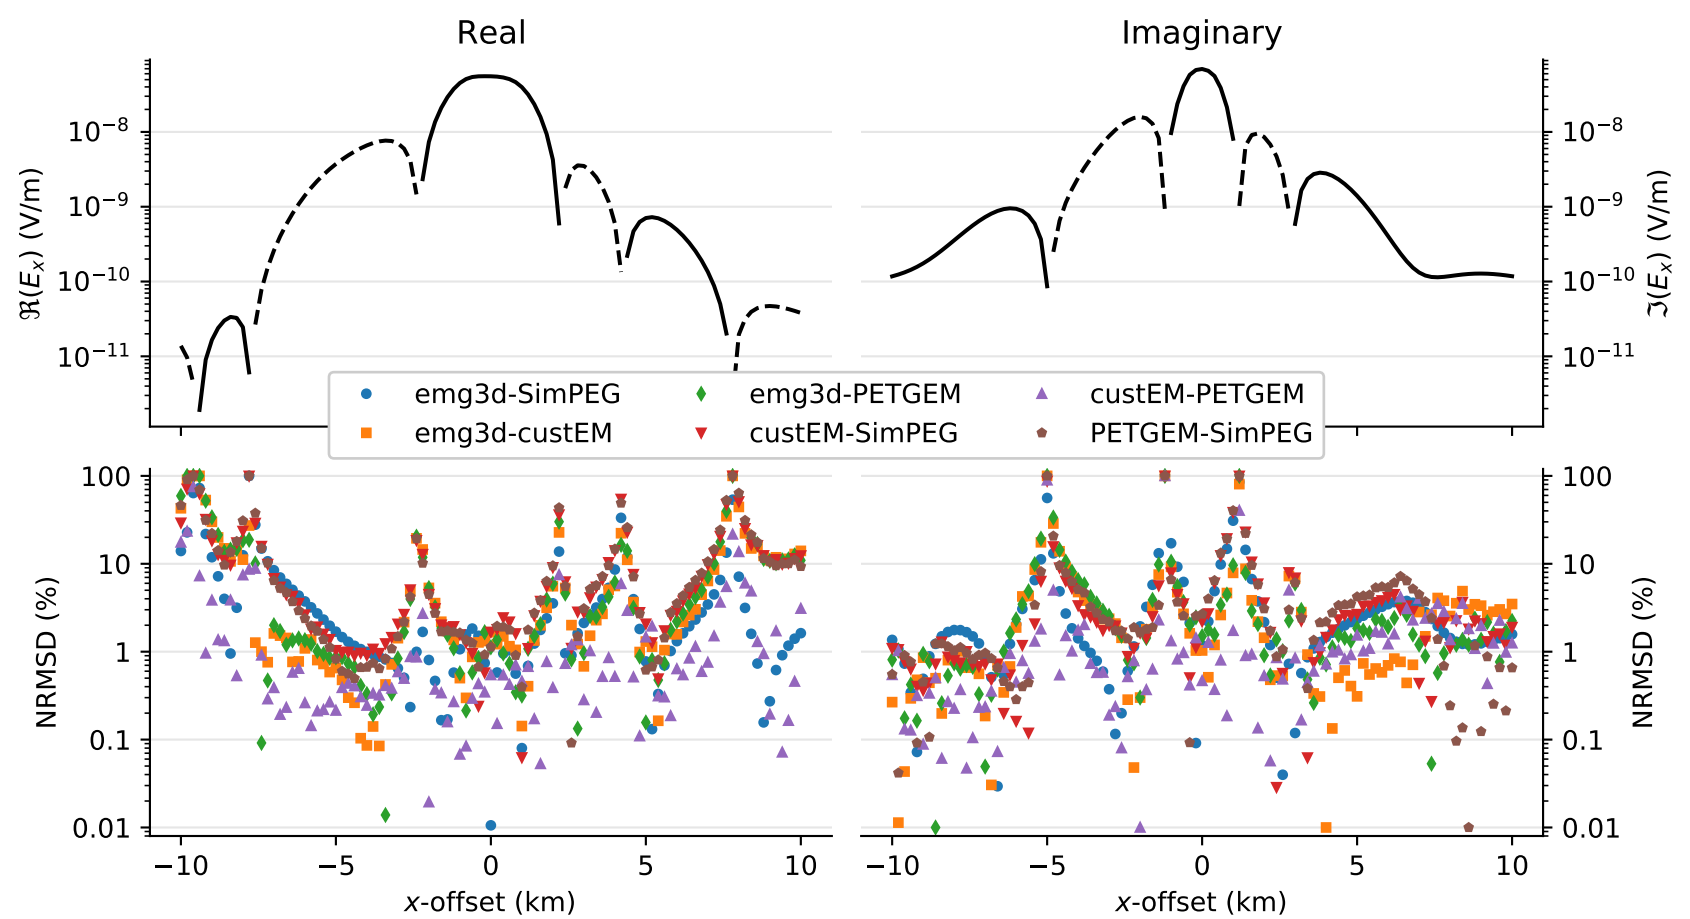 Real
Imaginary
10⁻⁸
10⁻⁹
10⁻¹⁰
10⁻¹¹
ℜ(Eₓ) (V/m)
10⁻⁸
10⁻⁹
10⁻¹⁰
10⁻¹¹
ℑ(Eₓ) (V/m)
emg3d-SimPEG
emg3d-PETGEM
custEM-PETGEM
emg3d-custEM
custEM-SimPEG
PETGEM-SimPEG
100
10
1
0.1
0.01
NRMSD (%)
100
10
1
0.1
0.01
NRMSD (%)
−10
−5
0
5
10
−10
−5
0
5
10
x-offset (km)
x-offset (km)